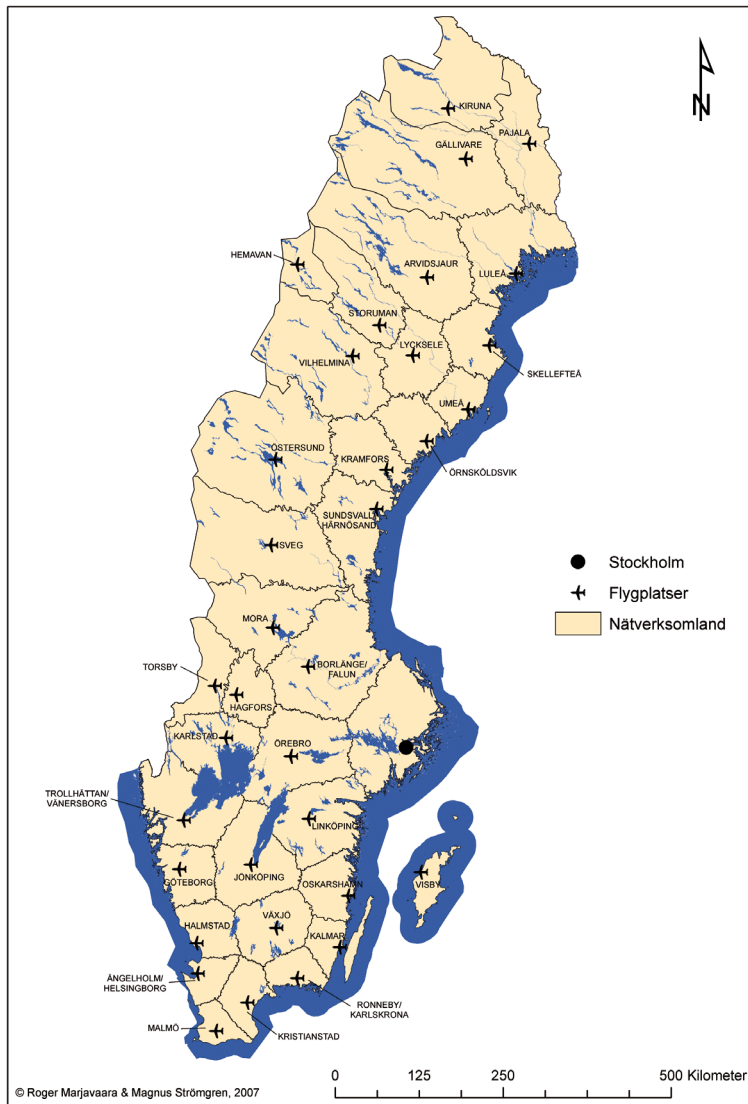 N
KIRUNA
PAJALA
GÄLLIVARE
HEMAVAN
ARVIDSJAUR
LULEÅ
STORUMAN
LYCKSELE
VILHELMINA
SKELLEFTEÅ
UMEÅ
ÖSTERSUND
KRAMFORS
ÖRNSKÖLDSVIK
SUNDSVALL/
HÄRNÖSAND
SVEG
Stockholm
Flygplatser
Nätverksomland
MORA
TORSBY
BORLÄNGE/
FALUN
HAGFORS
KARLSTAD
ÖREBRO
TROLLHÄTTAN/
VÄNERSBORG
LINKÖPING
GÖTEBORG
JÖNKÖPING
OSKARSHAMN
VISBY
HALMSTAD
VÄXJÖ
KALMAR
ÄNGELHOLM/
HELSINGBORG
RONNEBY/
KARLSKRONA
MALMÖ
KRISTIANSTAD
0 125 250 500 Kilometer
© Roger Marjavaara & Magnus Strömgren, 2007